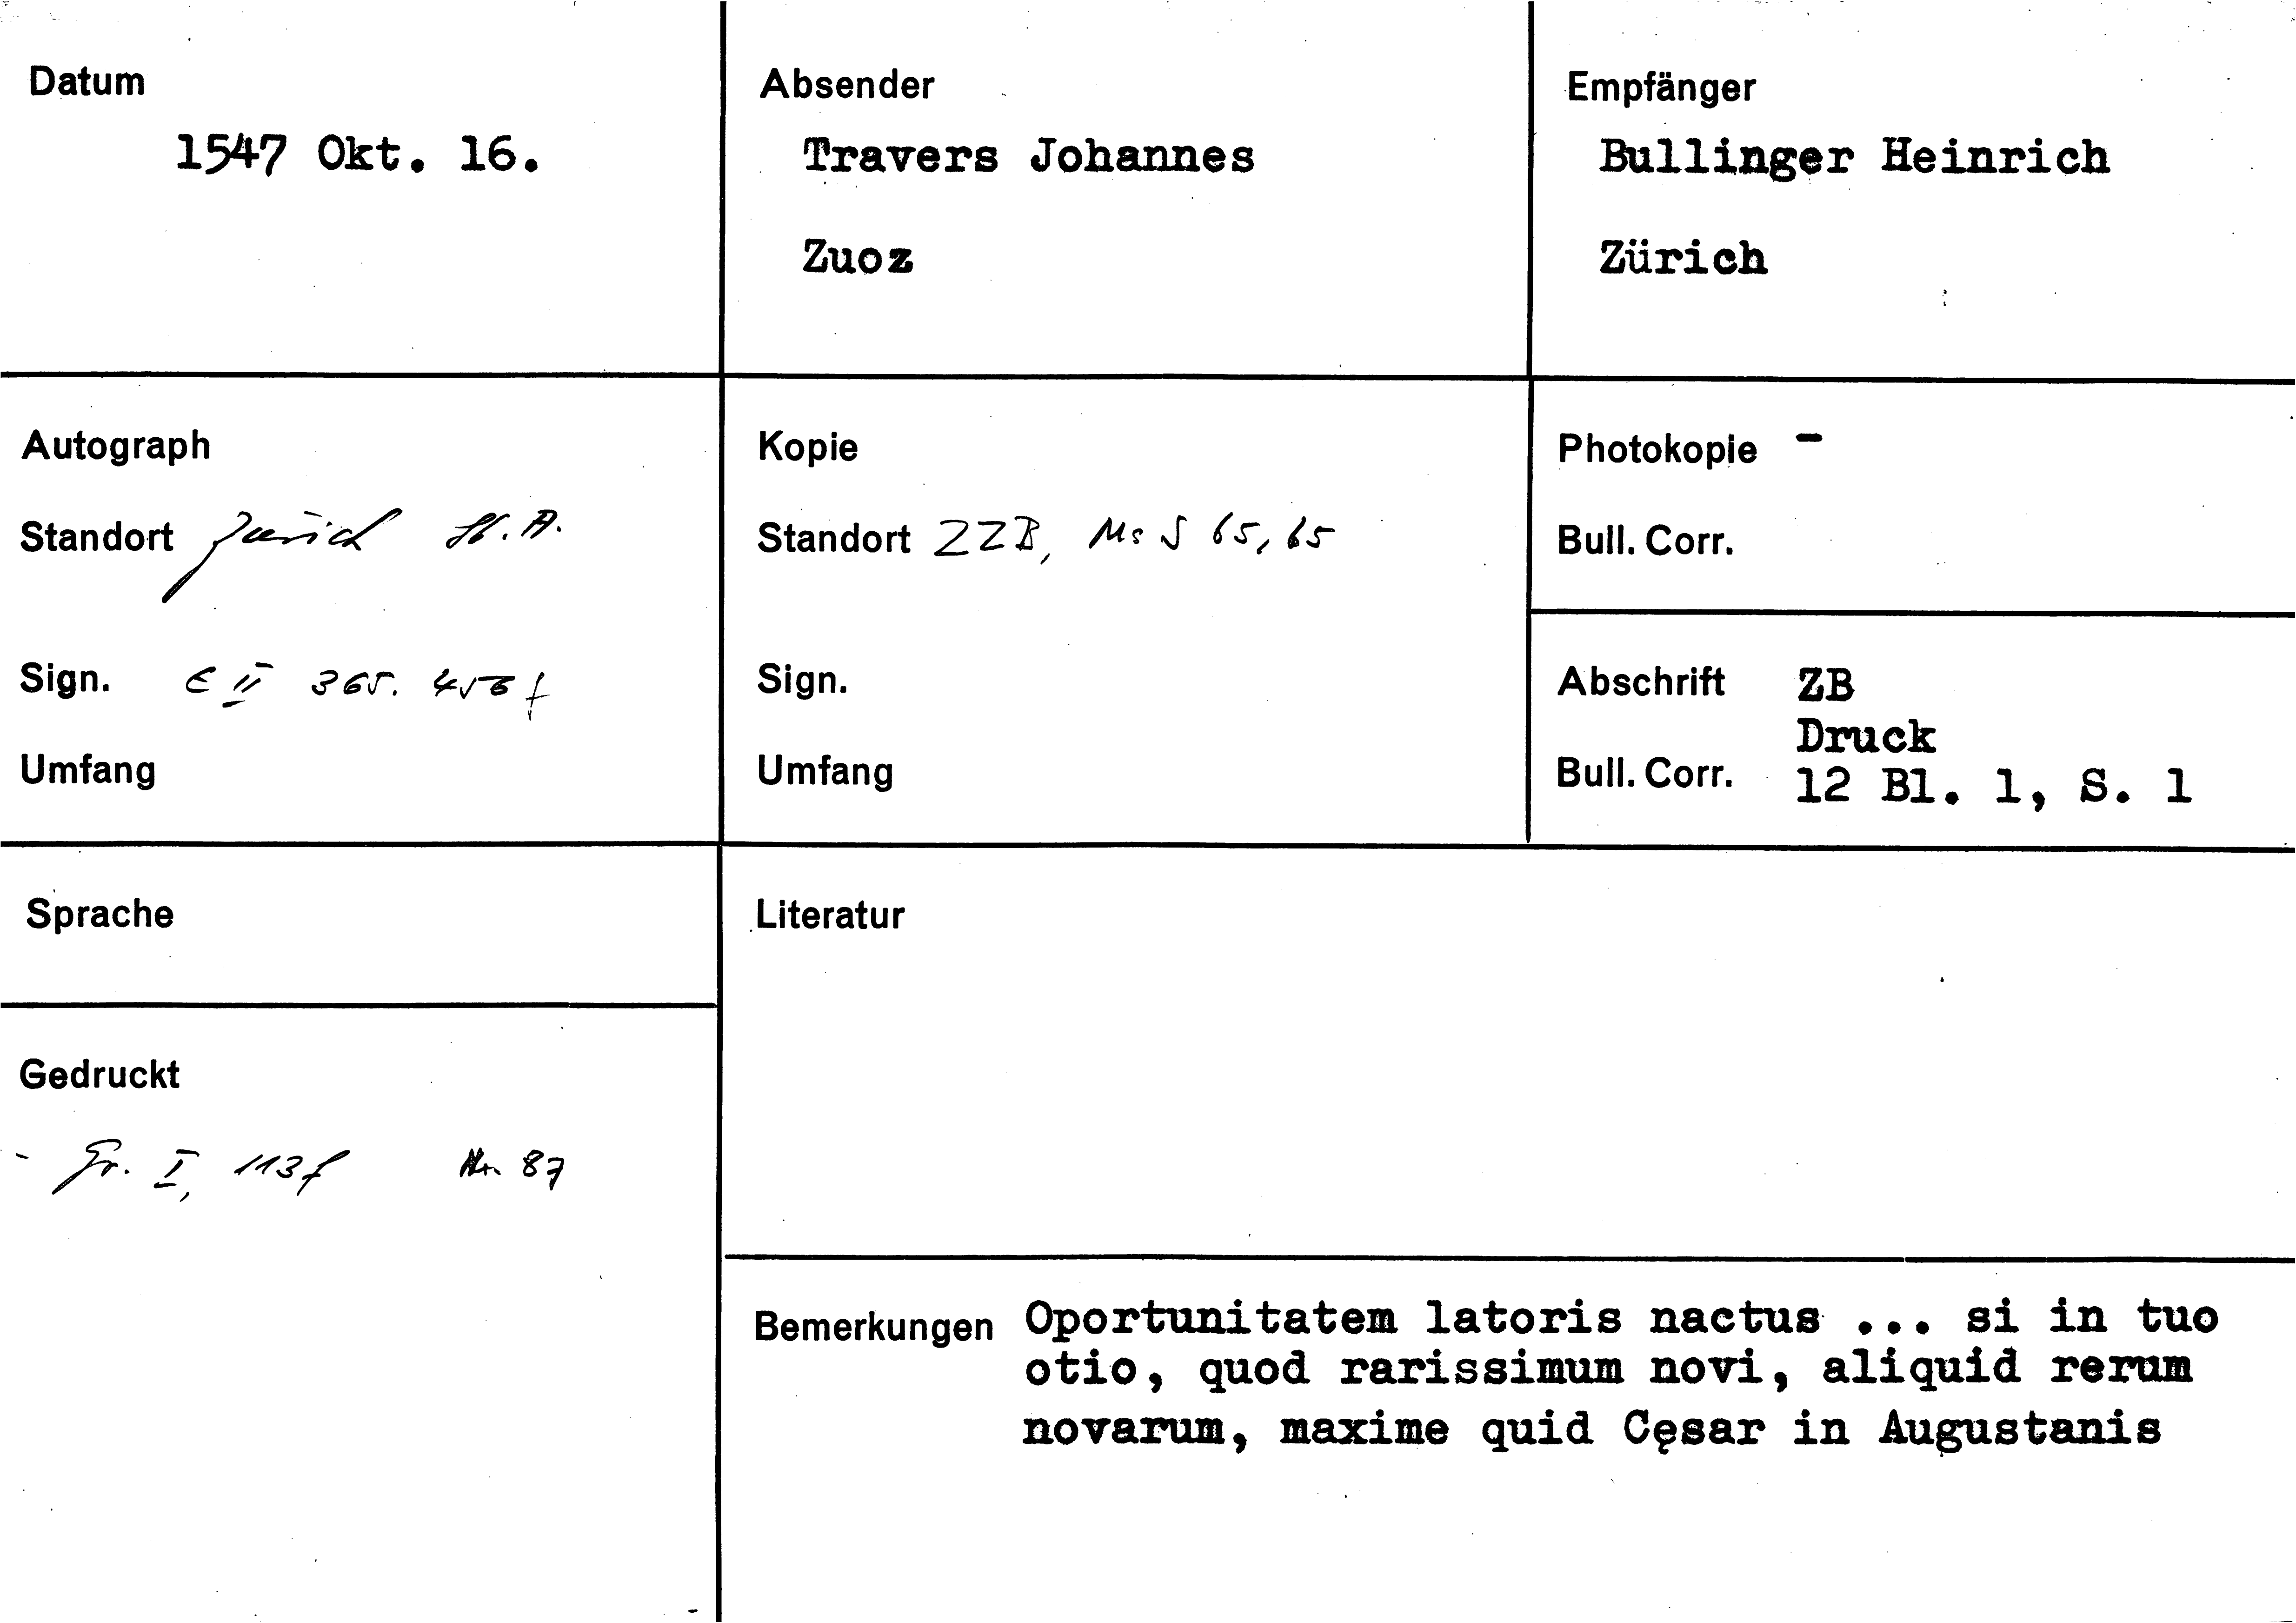 Datum
1547 Okt. 16.
Absender
Travers Johannes
Zuoz
Empfänger
Bullinger Heinrich
Zürich
Autograph
Standort Zürich St. A.
Sign. E II 365.
Umfang
Kopie
Standort ZZB, Ms S 65, 65
Sign.
Umfang
Photokopie -
Bull. Corr.
Abschrift ZB
Druck
Bull. Corr. 12 Bl. 1, S. 1
Sprache
Gedruckt
- Gr. I, 113f Nr. 87
Literatur
Bemerkungen Oportunitatem latoris nactus ... si in tuo
otio, quod rarissimum novi, aliquid rerum
novarum, maxime quid Cęsar in Augustanis